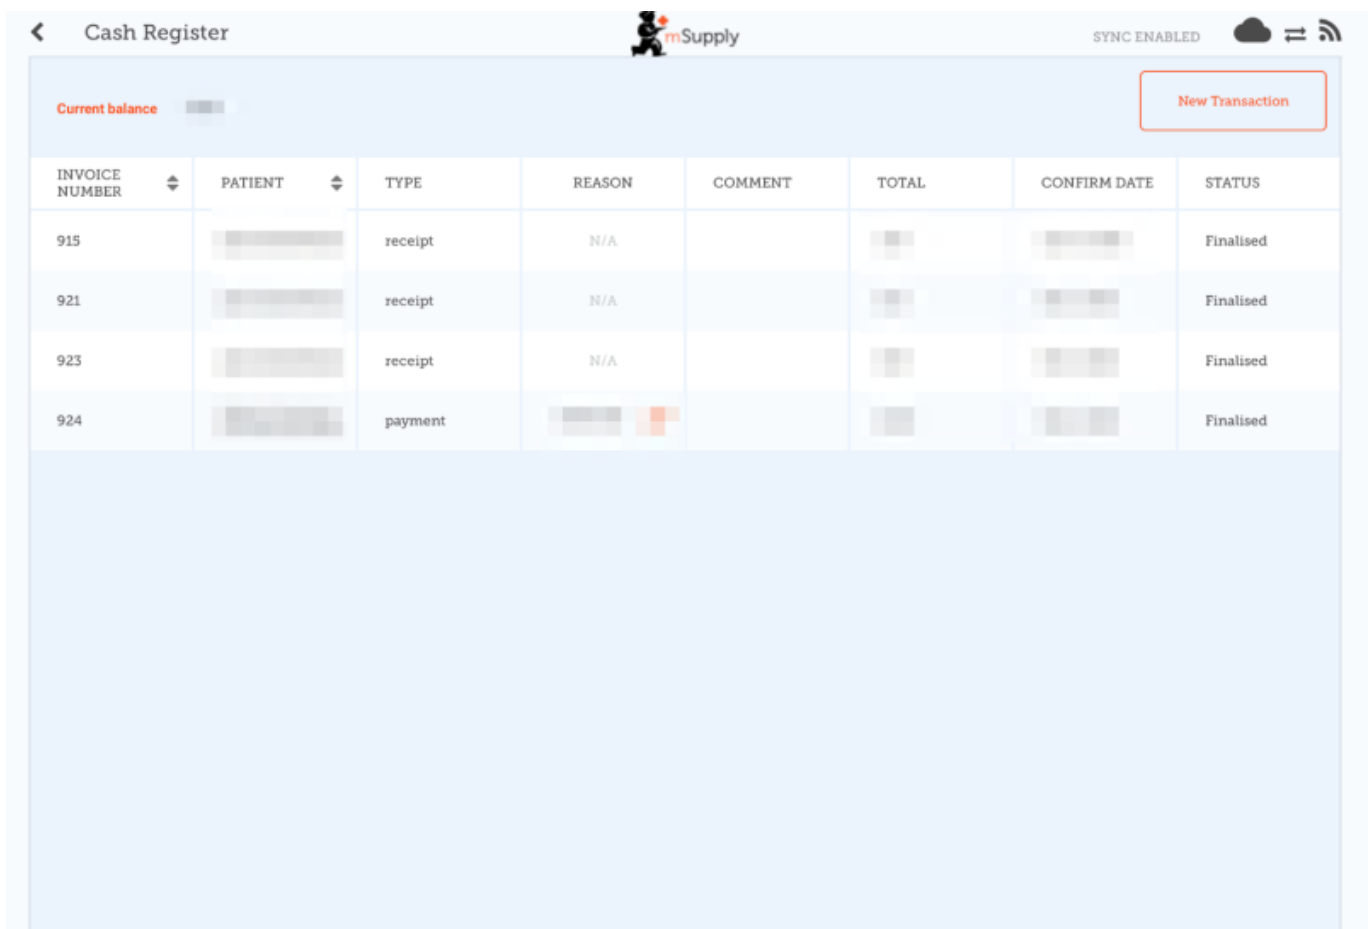 Cash Register
mSupply
SYNC ENABLED
Current balance
New Transaction
INVOICE
NUMBER
PATIENT
TYPE
REASON
COMMENT
TOTAL
CONFIRM DATE
STATUS
915 receipt N/A Finalised
921 receipt N/A Finalised
923 receipt N/A Finalised
924 payment Finalised